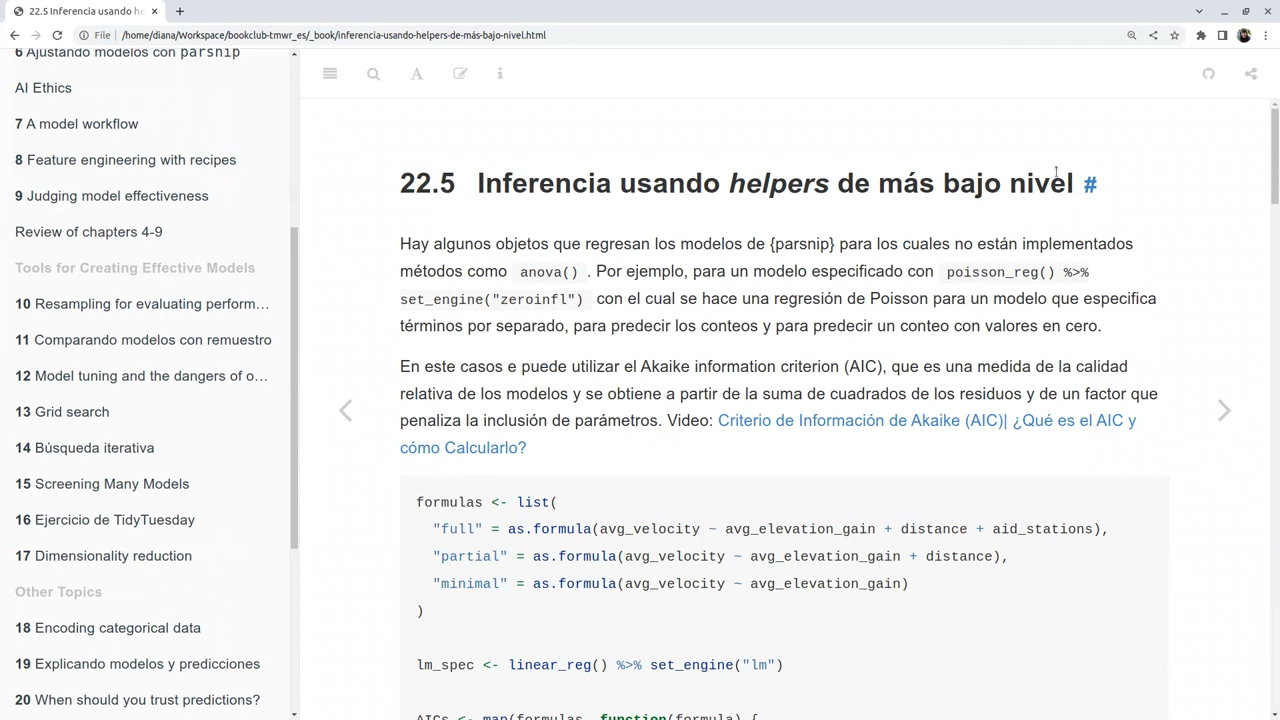 22.5 Inferencia usando he
File
/home/diana/Workspace/bookclub-tmwr_es/_book/inferencia-usando-helpers-de-más-bajo-nivel.html
6 Ajustando modelos con parsnip
AI Ethics
7 A model workflow
8 Feature engineering with recipes
9 Judging model effectiveness
Review of chapters 4-9
Tools for Creating Effective Models
10 Resampling for evaluating perform…
11 Comparando modelos con remuestro
12 Model tuning and the dangers of o…
13 Grid search
14 Búsqueda iterativa
15 Screening Many Models
16 Ejercicio de TidyTuesday
17 Dimensionality reduction
Other Topics
18 Encoding categorical data
19 Explicando modelos y predicciones
20 When should you trust predictions?
22.5 Inferencia usando helpers de más bajo nivel #
Hay algunos objetos que regresan los modelos de {parsnip} para los cuales no están implementados
métodos como anova() . Por ejemplo, para un modelo especificado con poisson_reg() %>%
set_engine("zeroinfl") con el cual se hace una regresión de Poisson para un modelo que especifica
términos por separado, para predecir los conteos y para predecir un conteo con valores en cero.
En este casos e puede utilizar el Akaike information criterion (AIC), que es una medida de la calidad
relativa de los modelos y se obtiene a partir de la suma de cuadrados de los residuos y de un factor que
penaliza la inclusión de parámetros. Video: Criterio de Información de Akaike (AIC)| ¿Qué es el AIC y
cómo Calcularlo?
formulas <- list(
"full" = as.formula(avg_velocity ~ avg_elevation_gain + distance + aid_stations),
"partial" = as.formula(avg_velocity ~ avg_elevation_gain + distance),
"minimal" = as.formula(avg_velocity ~ avg_elevation_gain)
)
lm_spec <- linear_reg() %>% set_engine("lm")
AICs <- map(formulas, function(formula) {